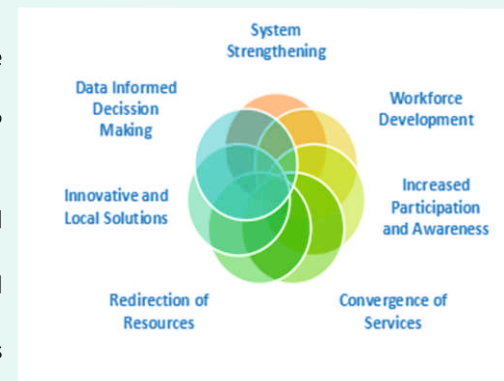 System
Strengthening
Workforce
Development
Increased
Participation
and Awareness
Convergence of
Services
Redirection of
Resources
Innovative and
Local Solutions
Data Informed
Decission
Making